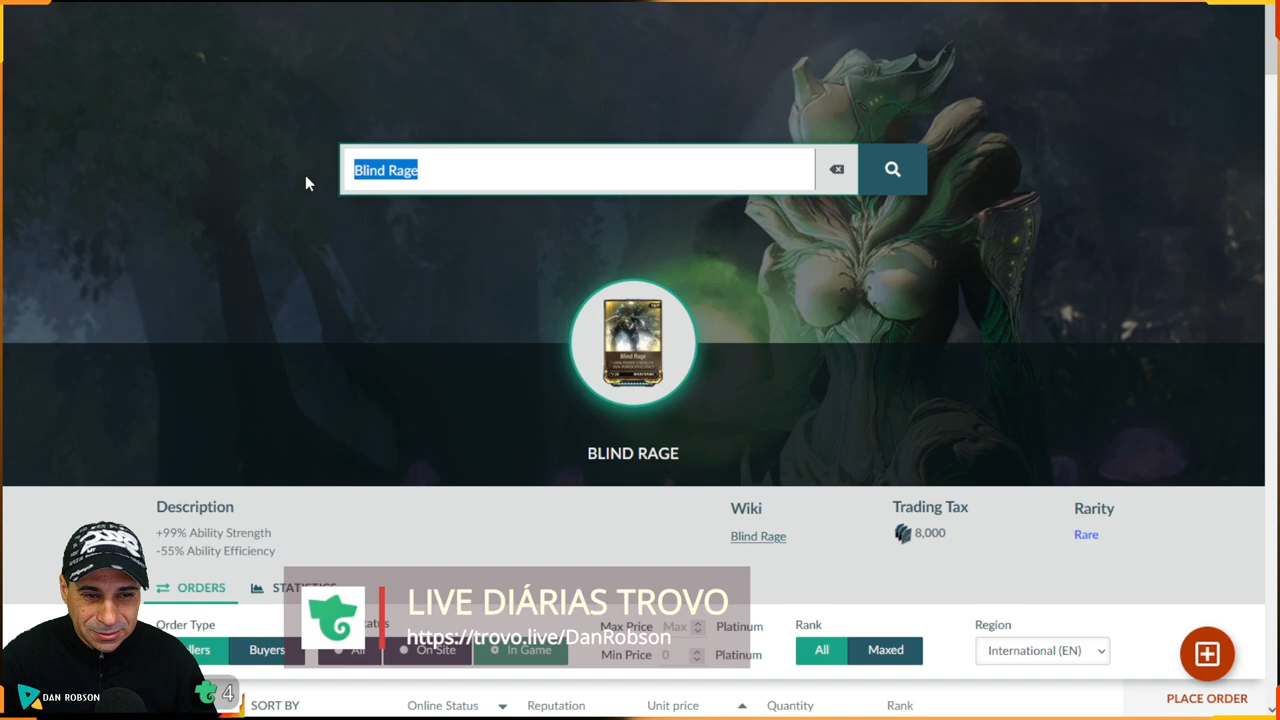 Blind Rage
Blind Rage
BLIND RAGE
Description
Wiki
Trading Tax
Rarity
+99% Ability Strength
-55% Ability Efficiency
Blind Rage
8,000
Rare
ORDERS
LIVE DIÁRIAS TROVO
https://trovo.live/DanRobson
Order Type
Max Price Max Platinum
Rank
Region
Buyers
All
On Site
In Game
Min Price 0 Platinum
All
Maxed
International (EN)
DAN ROBSON
4
SORT BY
Online Status
Reputation
Unit price
Quantity
Rank
PLACE ORDER